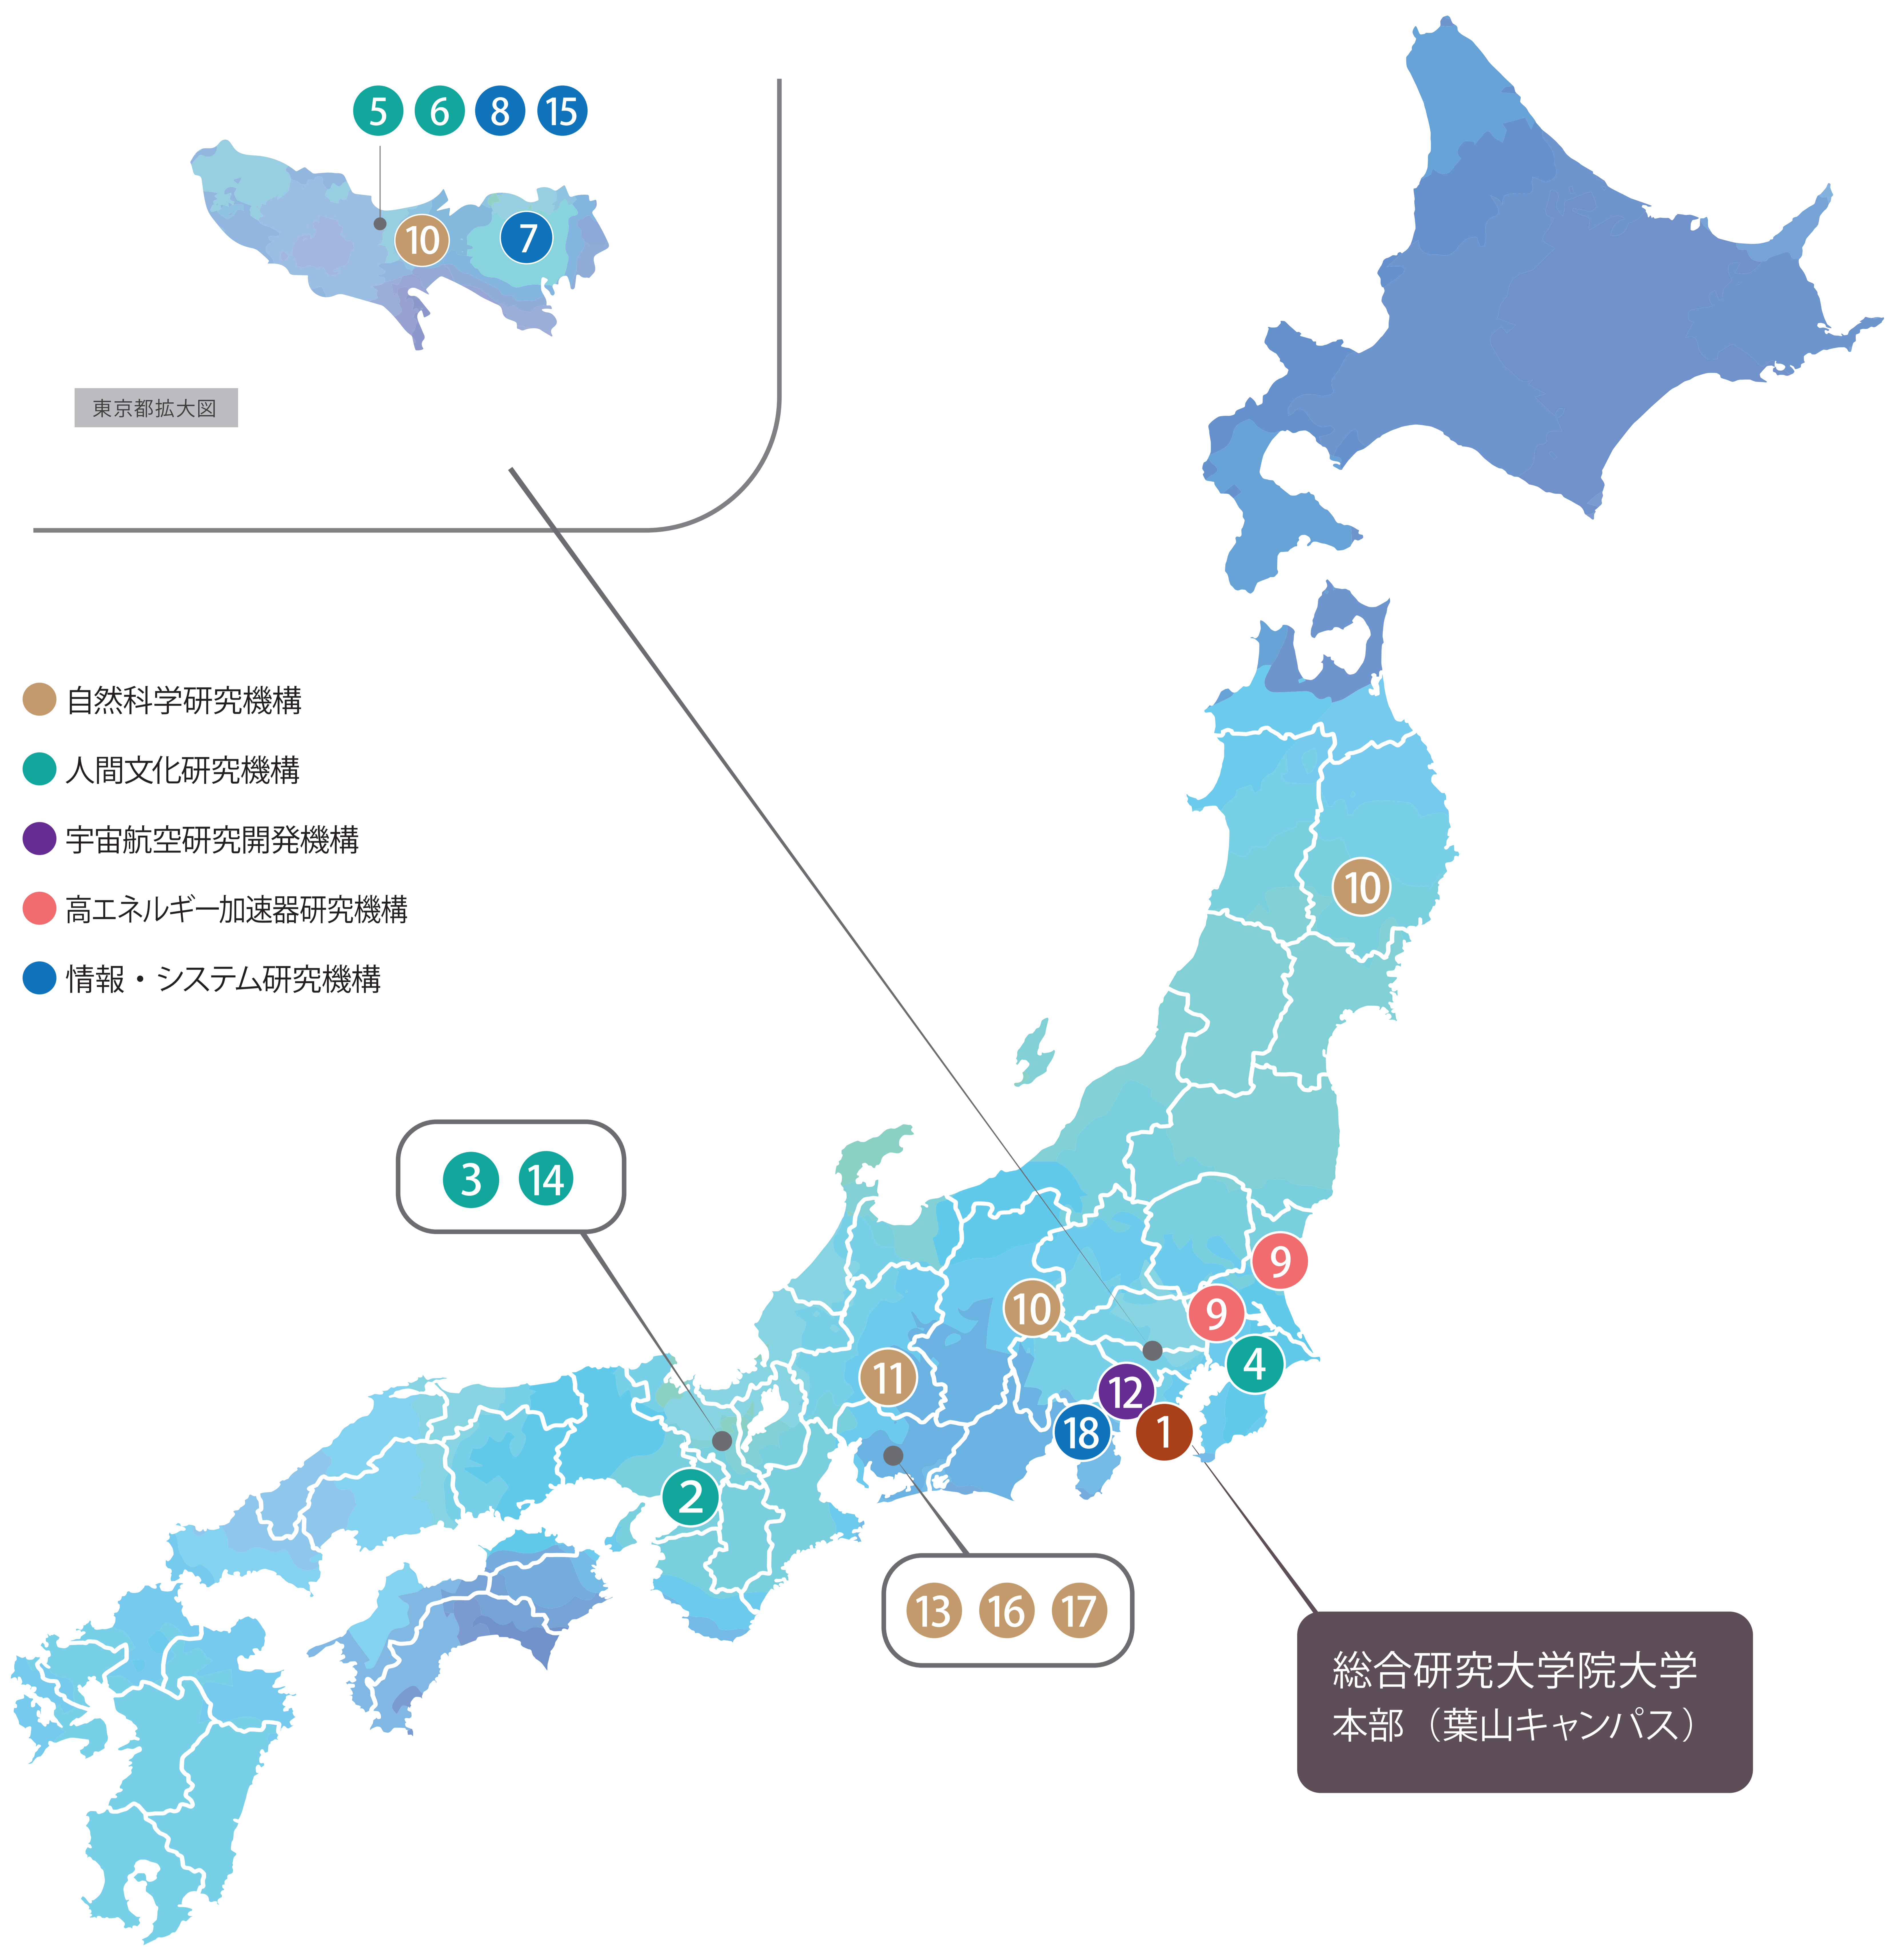 5 6 8 15
10 7
東京都拡大図
自然科学研究機構
人間文化研究機構
宇宙航空研究開発機構
高エネルギー加速器研究機構
情報・システム研究機構
10
3 14
9
10 9
11 4
12
18 1
2
13 16 17
総合研究大学院大学
本部（葉山キャンパス）